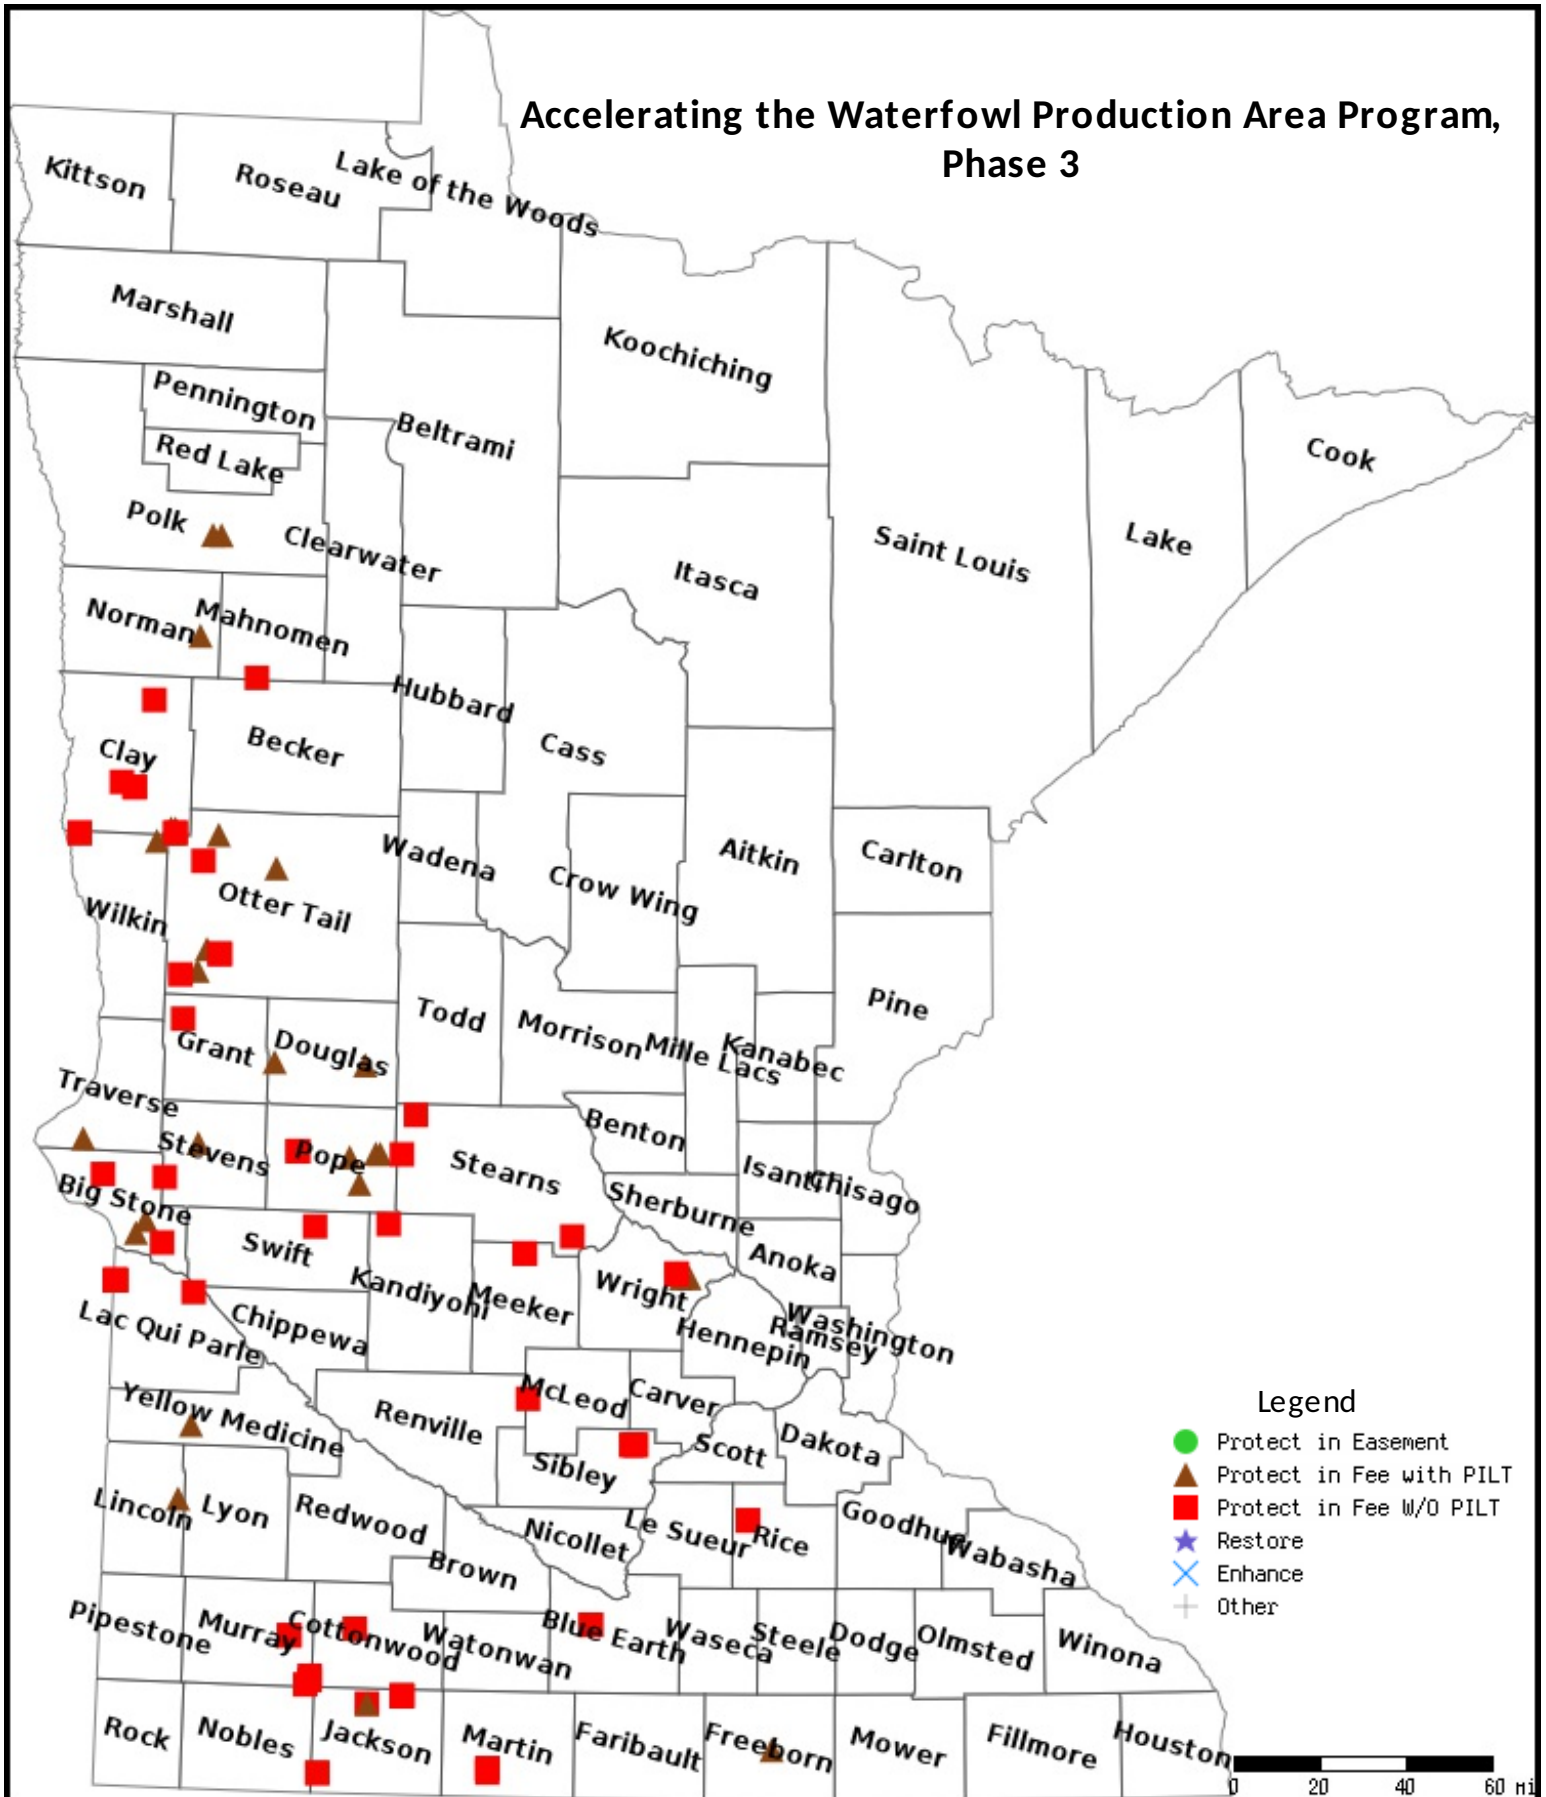 Accelerating the Waterfowl Production Area Program,
Phase 3
Kittson
Roseau
Lake of the Woods
Marshall
Koochiching
Pennington
Beltrami
Red Lake
Cook
Polk
Clearwater
Saint Louis
Lake
Itasca
Norman
Mahnomen
Hubbard
Clay
Becker
Cass
Wadena
Crow Wing
Aitkin
Carlton
Wilkin
Otter Tail
Todd
Morrison
Mille Lacs
Kanabec
Pine
Grant
Douglas
Traverse
Stevens
Pope
Stearns
Benton
Isanti
Chisago
Big Stone
Sherburne
Swift
Anoka
Kandiyohi
Meeker
Wright
Lac Qui Parle
Chippewa
Hennepin
Ramsey
Washington
Yellow Medicine
Renville
McLeod
Carver
Scott
Dakota
Sibley
Lincoln
Lyon
Redwood
Nicollet
Le Sueur
Rice
Goodhue
Wabasha
Brown
Pipestone
Murray
Cottonwood
Watonwan
Blue Earth
Waseca
Steele
Dodge
Olmsted
Winona
Rock
Nobles
Jackson
Martin
Faribault
Freeborn
Mower
Fillmore
Houston
Legend
Protect in Easement
Protect in Fee with PILT
Protect in Fee W/O PILT
Restore
Enhance
Other
0 20 40 60 mi